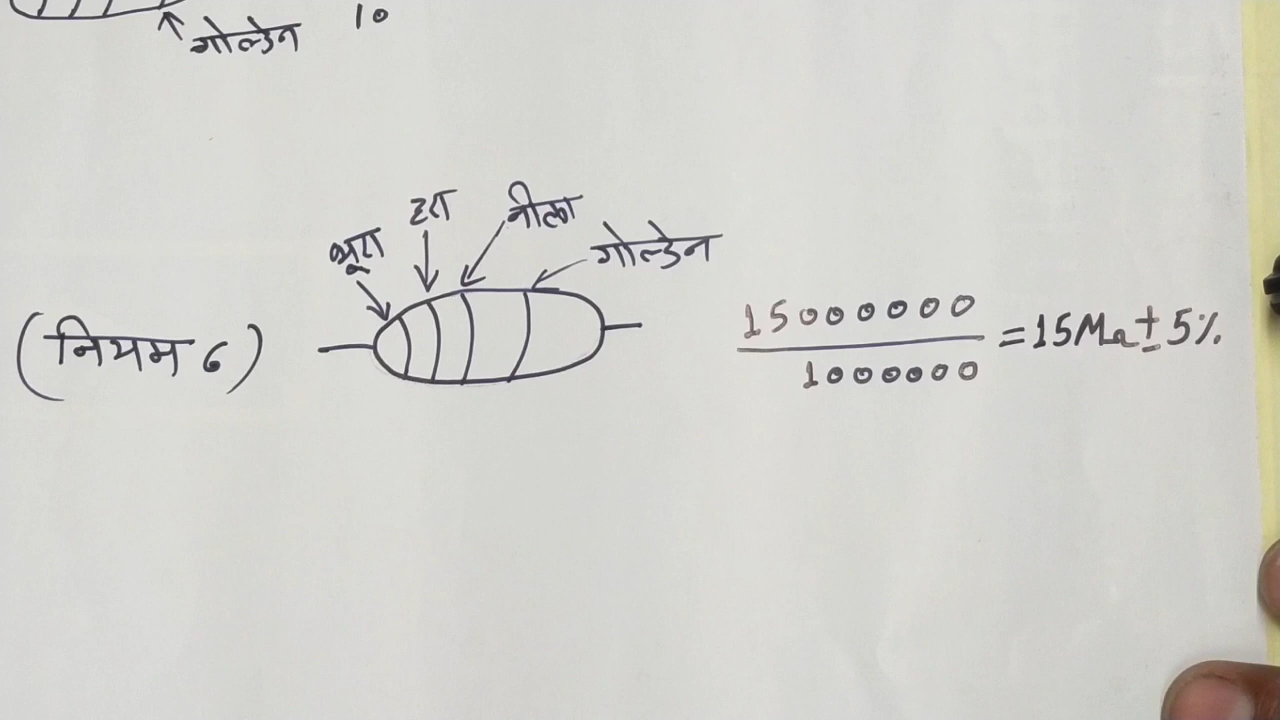 गोल्डेन 10
भूरा हरा नीला गोल्डेन
(नियम 6)
15000000
1000000
=15MΩ±5%